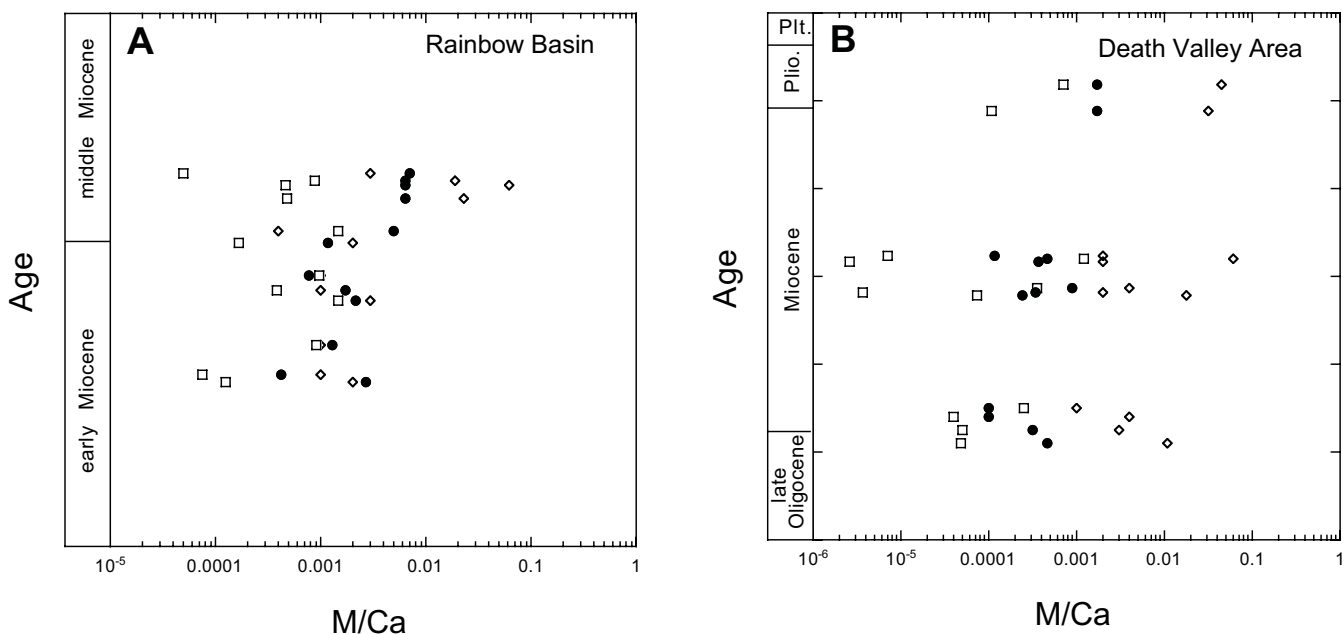 A
Rainbow Basin
middle Miocene
early Miocene
Age
10-5
0.0001
0.001
0.01
0.1
1
M/Ca
B
Death Valley Area
Plt.
Plio.
Miocene
late
Oligocene
Age
10-6
10-5
0.0001
0.001
0.01
0.1
1
M/Ca